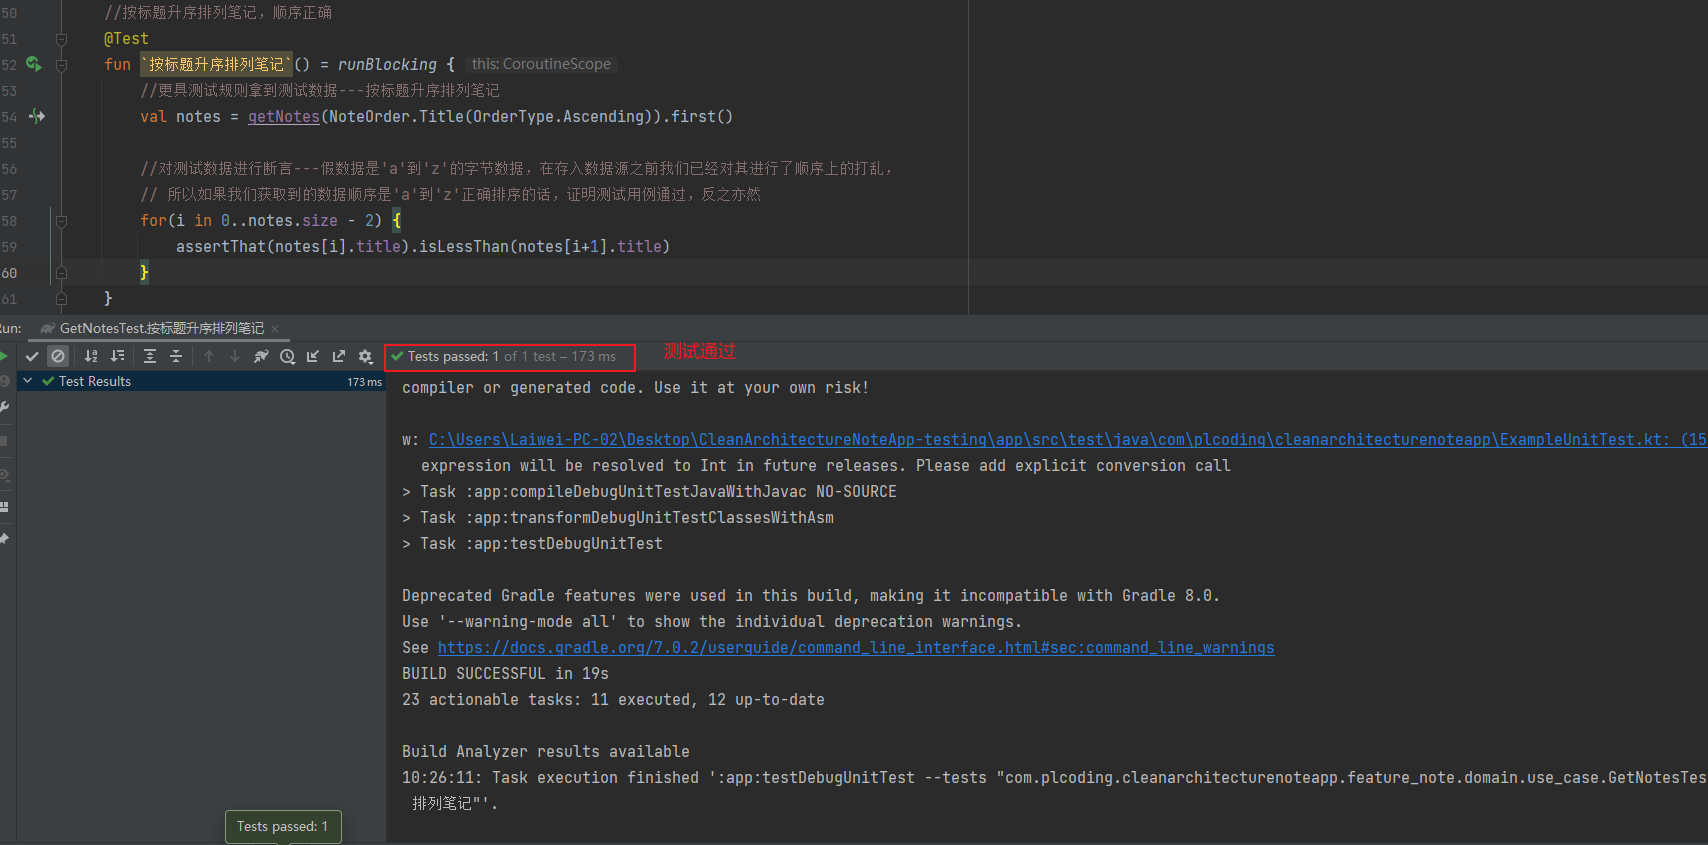 50 //按标题升序排列笔记，顺序正确
51 @Test
52 fun `按标题升序排列笔记`() = runBlocking { this: CoroutineScope
53 //更具测试规则拿到测试数据---按标题升序排列笔记
54 val notes = getNotes(NoteOrder.Title(OrderType.Ascending)).first()
55
56 //对测试数据进行断言---假数据是'a'到'z'的字节数据，在存入数据源之前我们已经对其进行了顺序上的打乱，
57 // 所以如果我们获取到的数据顺序是'a'到'z'正确排序的话，证明测试用例通过，反之亦然
58 for(i in 0..notes.size - 2) {
59 assertThat(notes[i].title).isLessThan(notes[i+1].title)
60 }
61 }
un: GetNotesTest.按标题升序排列笔记
Tests passed: 1 of 1 test – 173 ms 测试通过
Test Results 173 ms
compiler or generated code. Use it at your own risk!
w: C:\Users\Laiwei-PC-02\Desktop\CleanArchitectureNoteApp-testing\app\src\test\java\com\plcoding\cleanarchitecturenoteapp\ExampleUnitTest.kt: (15
expression will be resolved to Int in future releases. Please add explicit conversion call
> Task :app:compileDebugUnitTestJavaWithJavac NO-SOURCE
> Task :app:transformDebugUnitTestClassesWithAsm
> Task :app:testDebugUnitTest
Deprecated Gradle features were used in this build, making it incompatible with Gradle 8.0.
Use '--warning-mode all' to show the individual deprecation warnings.
See https://docs.gradle.org/7.0.2/userguide/command_line_interface.html#sec:command_line_warnings
BUILD SUCCESSFUL in 19s
23 actionable tasks: 11 executed, 12 up-to-date
Build Analyzer results available
10:26:11: Task execution finished ':app:testDebugUnitTest --tests "com.plcoding.cleanarchitecturenoteapp.feature_note.domain.use_case.GetNotesTes
排列笔记"'.
Tests passed: 1